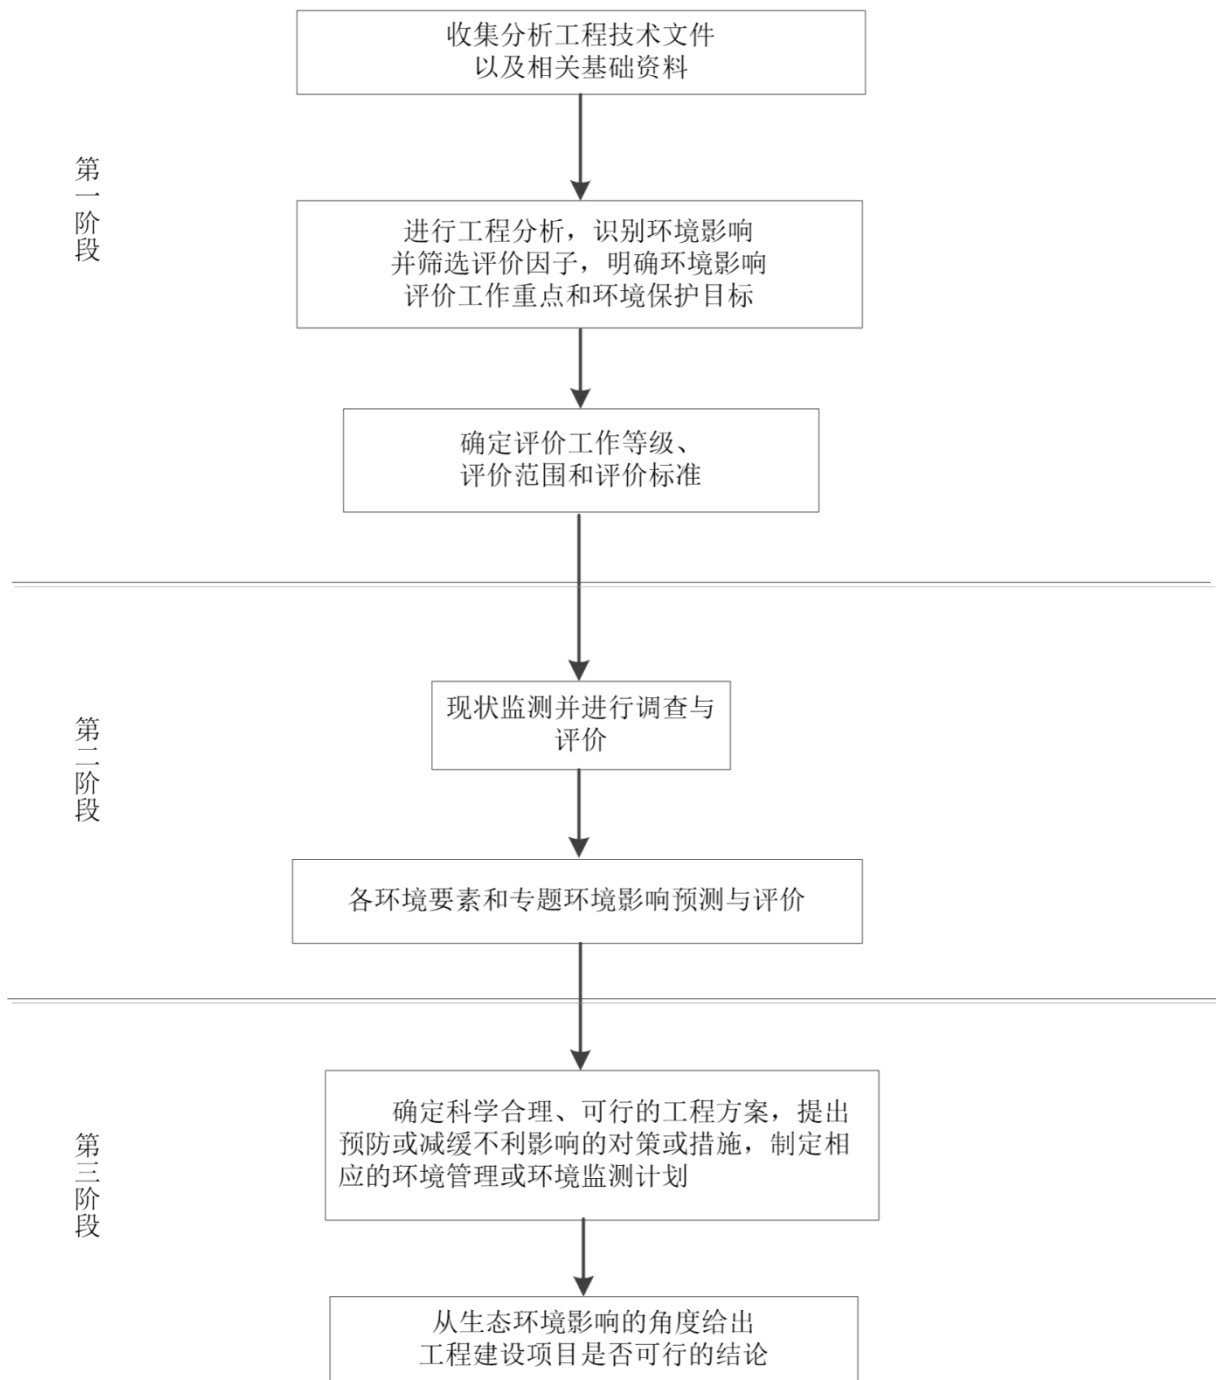 收集分析工程技术文件
以及相关基础资料
第一阶段
进行工程分析，识别环境影响
并筛选评价因子，明确环境影响
评价工作重点和环境保护目标
确定评价工作等级、
评价范围和评价标准
现状监测并进行调查与
评价
第二阶段
各环境要素和专题环境影响预测与评价
确定科学合理、可行的工程方案，提出
预防或减缓不利影响的对策或措施，制定相
应的环境管理或环境监测计划
第三阶段
从生态环境影响的角度给出
工程建设项目是否可行的结论